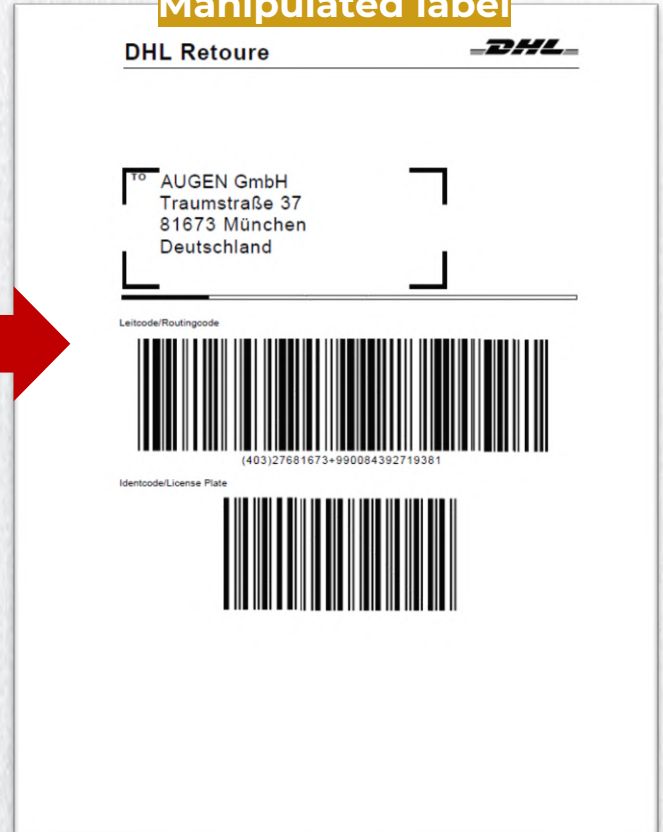 Manipulated label
DHL Retoure
DHL
TO
AUGEN GmbH
Traumstraße 37
81673 München
Deutschland
Leitcode/Routingcode
(403)27681673+990084392719381
Identcode/License Plate